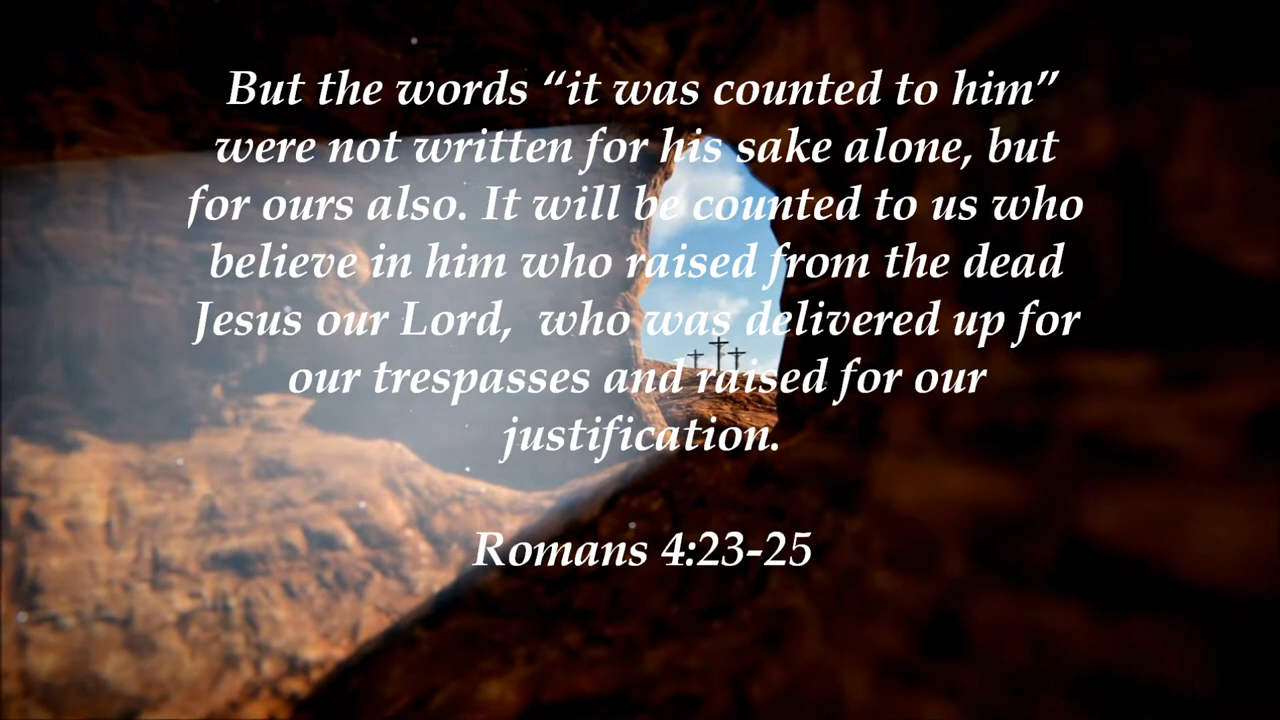 But the words “it was counted to him”
were not written for his sake alone, but
for ours also. It will be counted to us who
believe in him who raised from the dead
Jesus our Lord,  who was delivered up for
our trespasses and raised for our
justification.
Romans 4:23-25